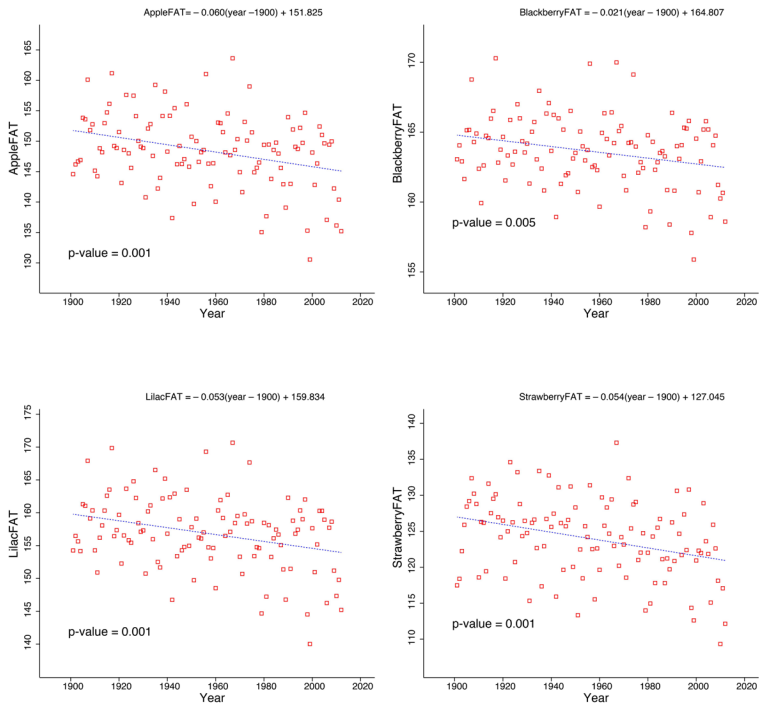 AppleFAT= – 0.060(year –1900) + 151.825
AppleFAT
165
160
155
150
145
140
135
130
p-value = 0.001
1900 1920 1940 1960 1980 2000 2020
Year
BlackberryFAT = – 0.021(year – 1900) + 164.807
BlackberryFAT
170
165
160
155
p-value = 0.005
1900 1920 1940 1960 1980 2000 2020
Year
LilacFAT = – 0.053(year – 1900) + 159.834
LilacFAT
175
170
165
160
155
150
145
140
p-value = 0.001
1900 1920 1940 1960 1980 2000 2020
Year
StrawberryFAT = – 0.054(year – 1900) + 127.045
StrawberryFAT
140
135
130
125
120
115
110
p-value = 0.001
1900 1920 1940 1960 1980 2000 2020
Year